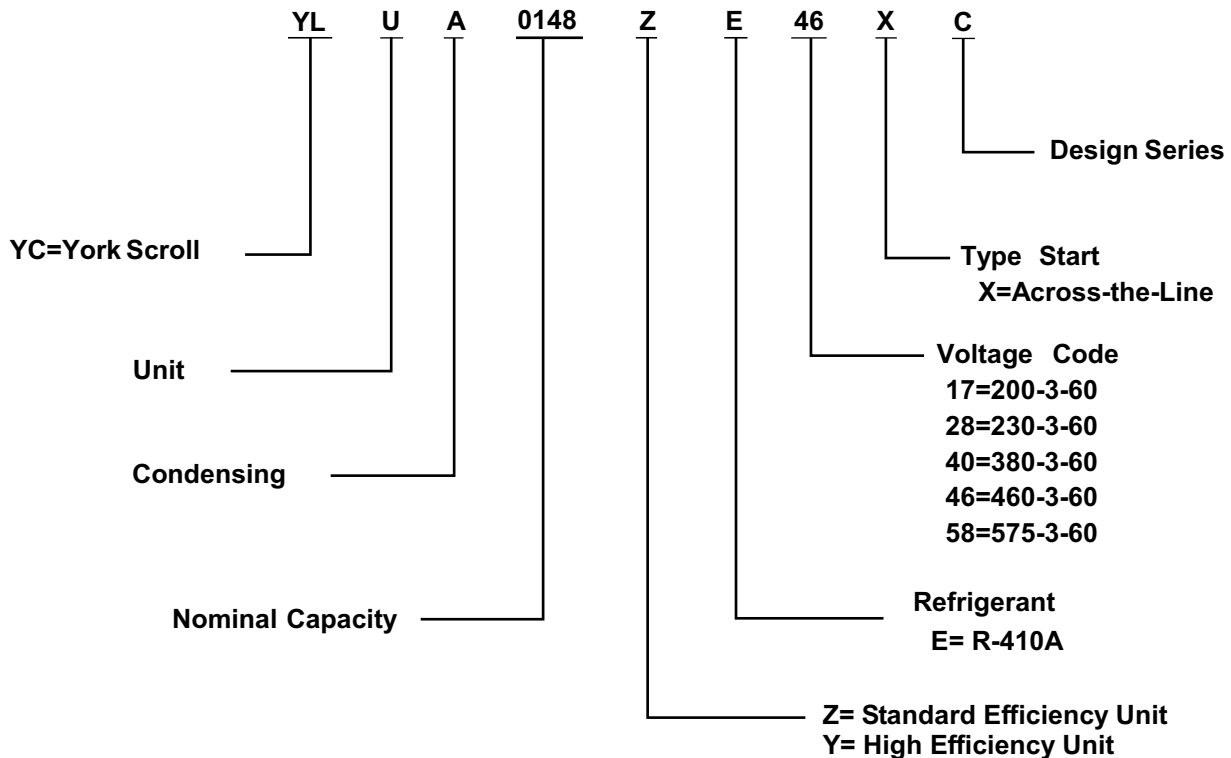 YL U A 0148 Z E 46 X C
Design Series
YC=York Scroll
Type Start
X=Across-the-Line
Unit
Voltage Code
17=200-3-60
28=230-3-60
40=380-3-60
46=460-3-60
58=575-3-60
Condensing
Nominal Capacity
Refrigerant
E= R-410A
Z= Standard Efficiency Unit
Y= High Efficiency Unit